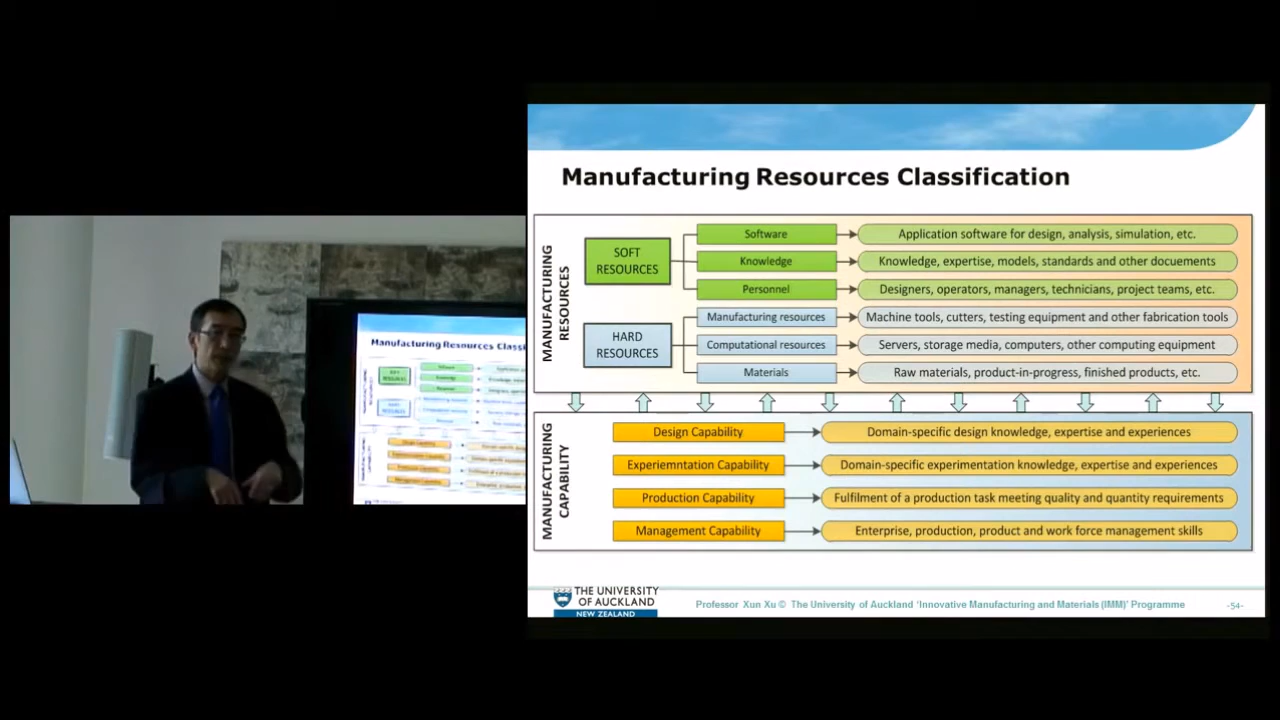 Manufacturing Resources Classification
MANUFACTURING
RESOURCES
SOFT
RESOURCES
Software
Application software for design, analysis, simulation, etc.
Knowledge
Knowledge, expertise, models, standards and other docuements
Personnel
Designers, operators, managers, technicians, project teams, etc.
HARD
RESOURCES
Manufacturing resources
Machine tools, cutters, testing equipment and other fabrication tools
Computational resources
Servers, storage media, computers, other computing equipment
Materials
Raw materials, product-in-progress, finished products, etc.
MANUFACTURING
CAPABILITY
Design Capability
Domain-specific design knowledge, expertise and experiences
Experiemntation Capability
Domain-specific experimentation knowledge, expertise and experiences
Production Capability
Fulfilment of a production task meeting quality and quantity requirements
Management Capability
Enterprise, production, product and work force management skills
THE UNIVERSITY
OF AUCKLAND
NEW ZEALAND
Professor Xun Xu © The University of Auckland ‘Innovative Manufacturing and Materials (IMM)’ Programme
-54-
Manufacturing Resources Classi